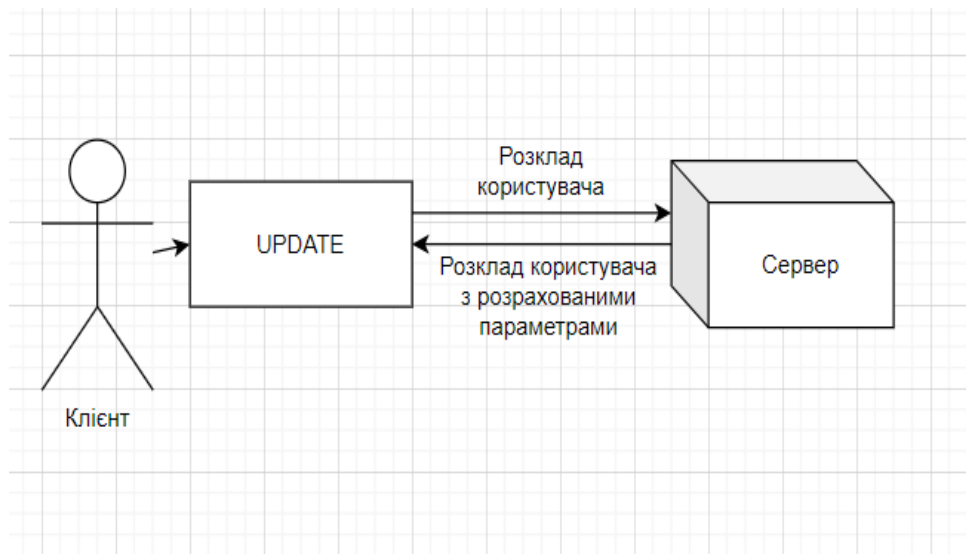 Розклад
користувача
UPDATE
Розклад користувача
з розрахованими
параметрами
Сервер
Клієнт